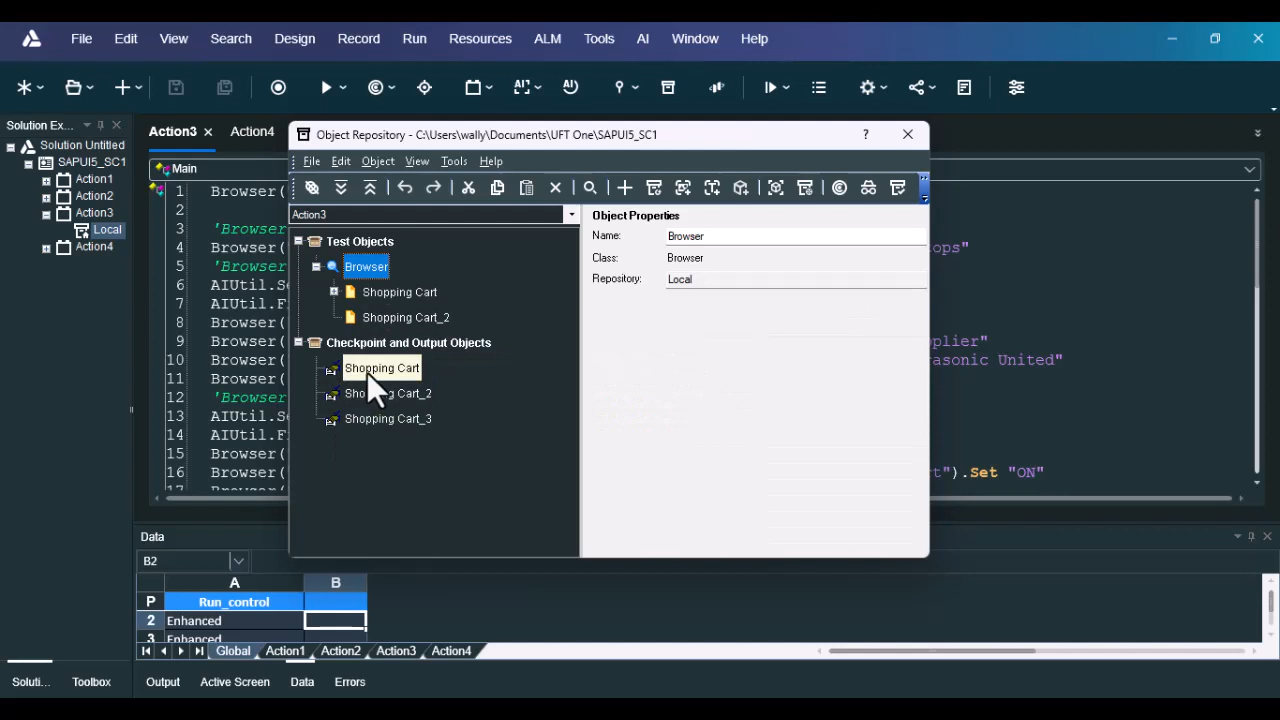 File Edit View Search Design Record Run Resources ALM Tools AI Window Help
Solution Ex...
Action3 Action4
Object Repository - C:\Users\wally\Documents\UFT One\SAPUI5_SC1
Solution Untitled
SAPUI5_SC1
Action1
Action2
Action3
Local
Action4
Main
File Edit Object View Tools Help
Action3
Test Objects
Browser
Shopping Cart
Shopping Cart_2
Checkpoint and Output Objects
Shopping Cart
Shopping Cart_2
Shopping Cart_3
Object Properties
Name: Browser
Class: Browser
Repository: Local
1 Browser(
2
3 'Browser
4 Browser( ops"
5 'Browser
6 AIUtil.Se
7 AIUtil.F
8 Browser(
9 Browser( plier"
10 Browser( rasonic United"
11 Browser(
12 'Browser
13 AIUtil.Se
14 AIUtil.F
15 Browser(
16 Browser( t").Set "ON"
Data
B2
A B
P Run_control
2 Enhanced
3 Enhanced
Global Action1 Action2 Action3 Action4
Soluti... Toolbox Output Active Screen Data Errors